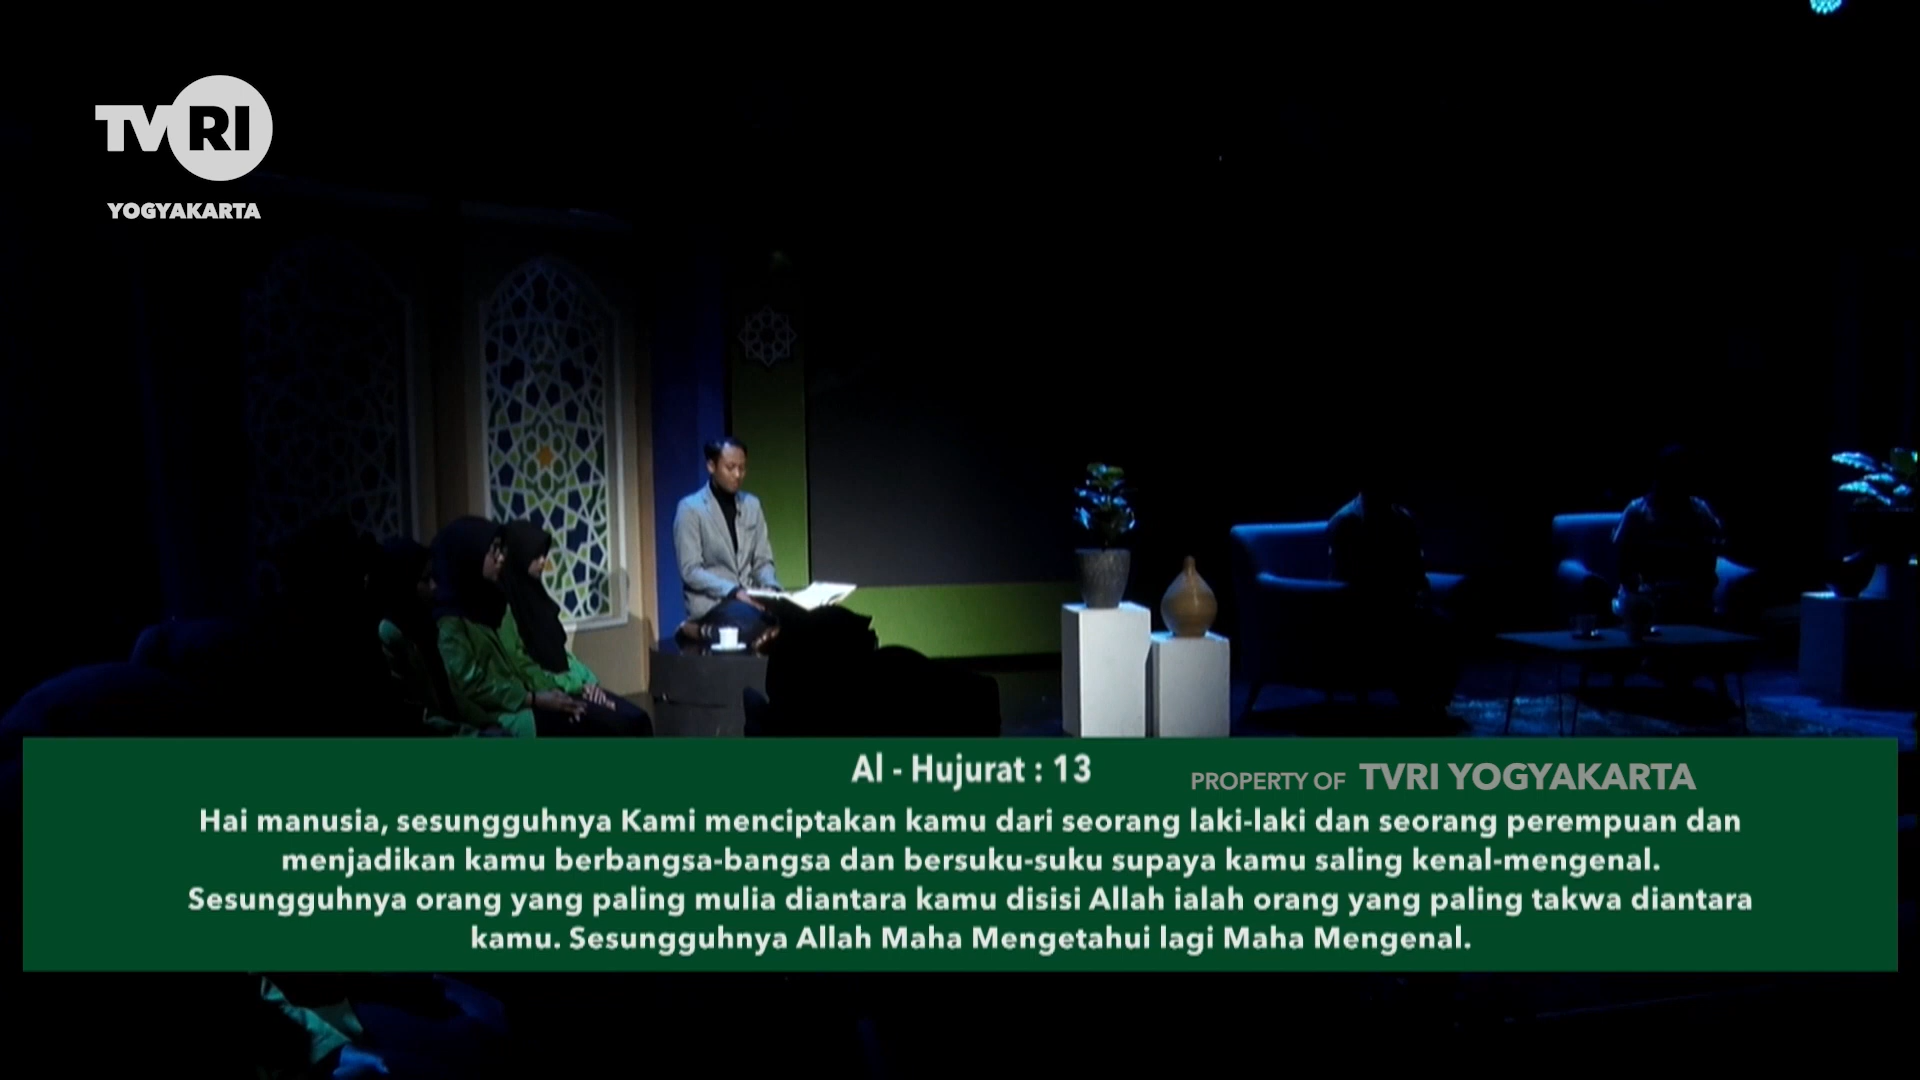 TVRI
YOGYAKARTA
Al - Hujurat : 13
PROPERTY OF TVRI YOGYAKARTA
Hai manusia, sesungguhnya Kami menciptakan kamu dari seorang laki-laki dan seorang perempuan dan
menjadikan kamu berbangsa-bangsa dan bersuku-suku supaya kamu saling kenal-mengenal.
Sesungguhnya orang yang paling mulia diantara kamu disisi Allah ialah orang yang paling takwa diantara
kamu. Sesungguhnya Allah Maha Mengetahui lagi Maha Mengenal.